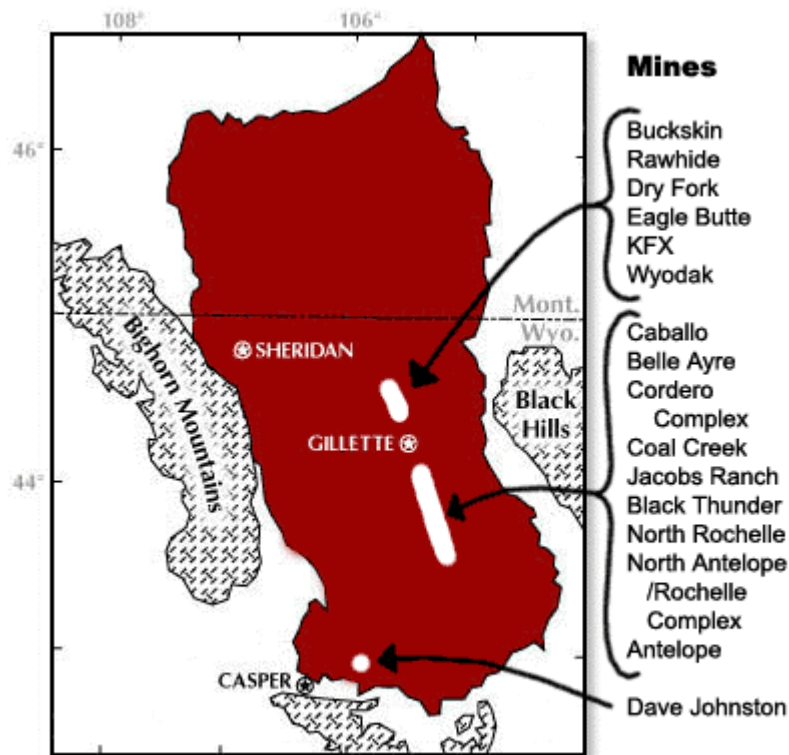 108°
106°
46°
44°
Mont.
Wyo.
Bighorn Mountains
SHERIDAN
GILLETTE
Black
Hills
CASPER
Mines
Buckskin
Rawhide
Dry Fork
Eagle Butte
KFX
Wyodak
Caballo
Belle Ayre
Cordero
Complex
Coal Creek
Jacobs Ranch
Black Thunder
North Rochelle
North Antelope
/Rochelle
Complex
Antelope
Dave Johnston